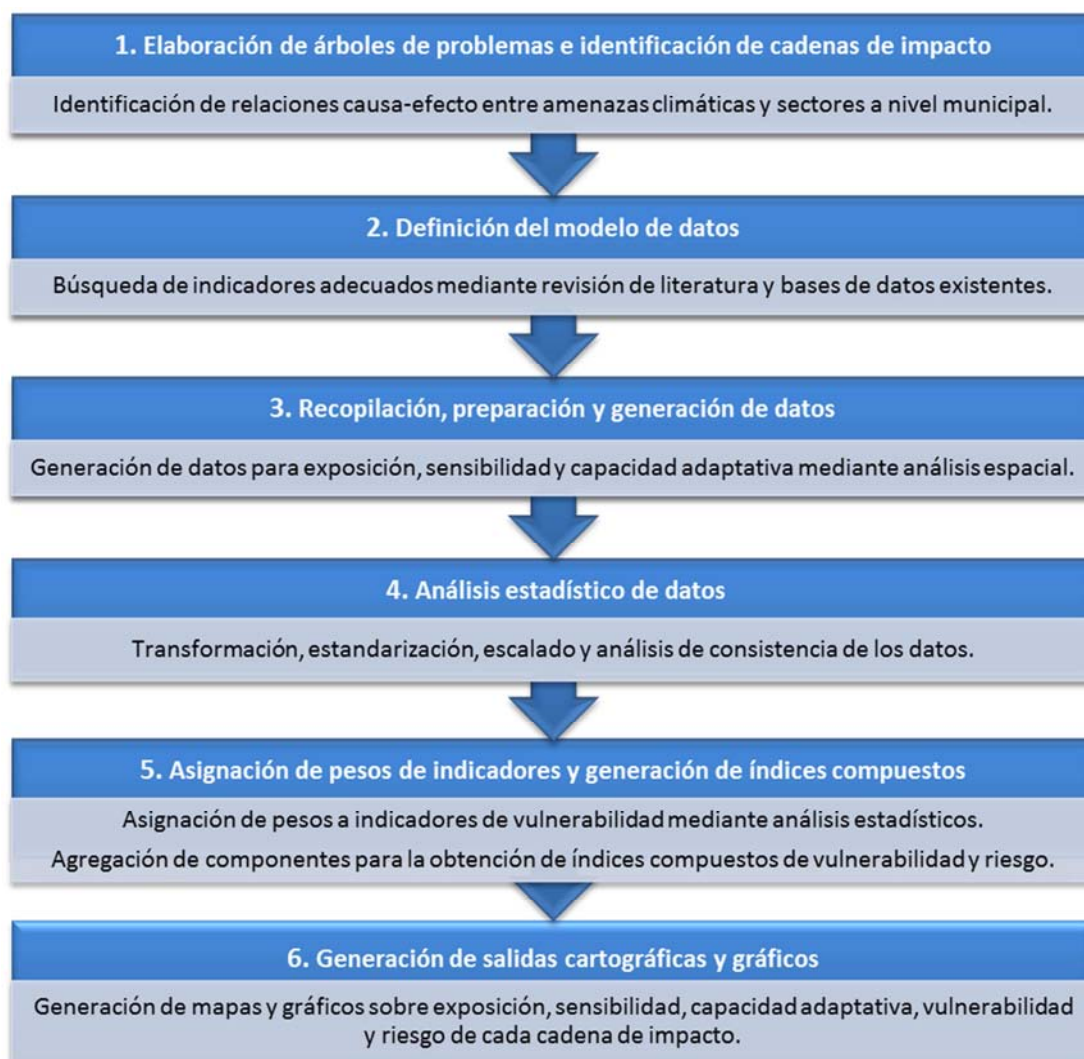 1. Elaboración de árboles de problemas e identificación de cadenas de impacto
Identificación de relaciones causa-efecto entre amenazas climáticas y sectores a nivel municipal.
2. Definición del modelo de datos
Búsqueda de indicadores adecuados mediante revisión de literatura y bases de datos existentes.
3. Recopilación, preparación y generación de datos
Generación de datos para exposición, sensibilidad y capacidad adaptativa mediante análisis espacial.
4. Análisis estadístico de datos
Transformación, estandarización, escalado y análisis de consistencia de los datos.
5. Asignación de pesos de indicadores y generación de índices compuestos
Asignación de pesos a indicadores de vulnerabilidad mediante análisis estadísticos.
Agregación de componentes para la obtención de índices compuestos de vulnerabilidad y riesgo.
6. Generación de salidas cartográficas y gráficos
Generación de mapas y gráficos sobre exposición, sensibilidad, capacidad adaptativa, vulnerabilidad
y riesgo de cada cadena de impacto.